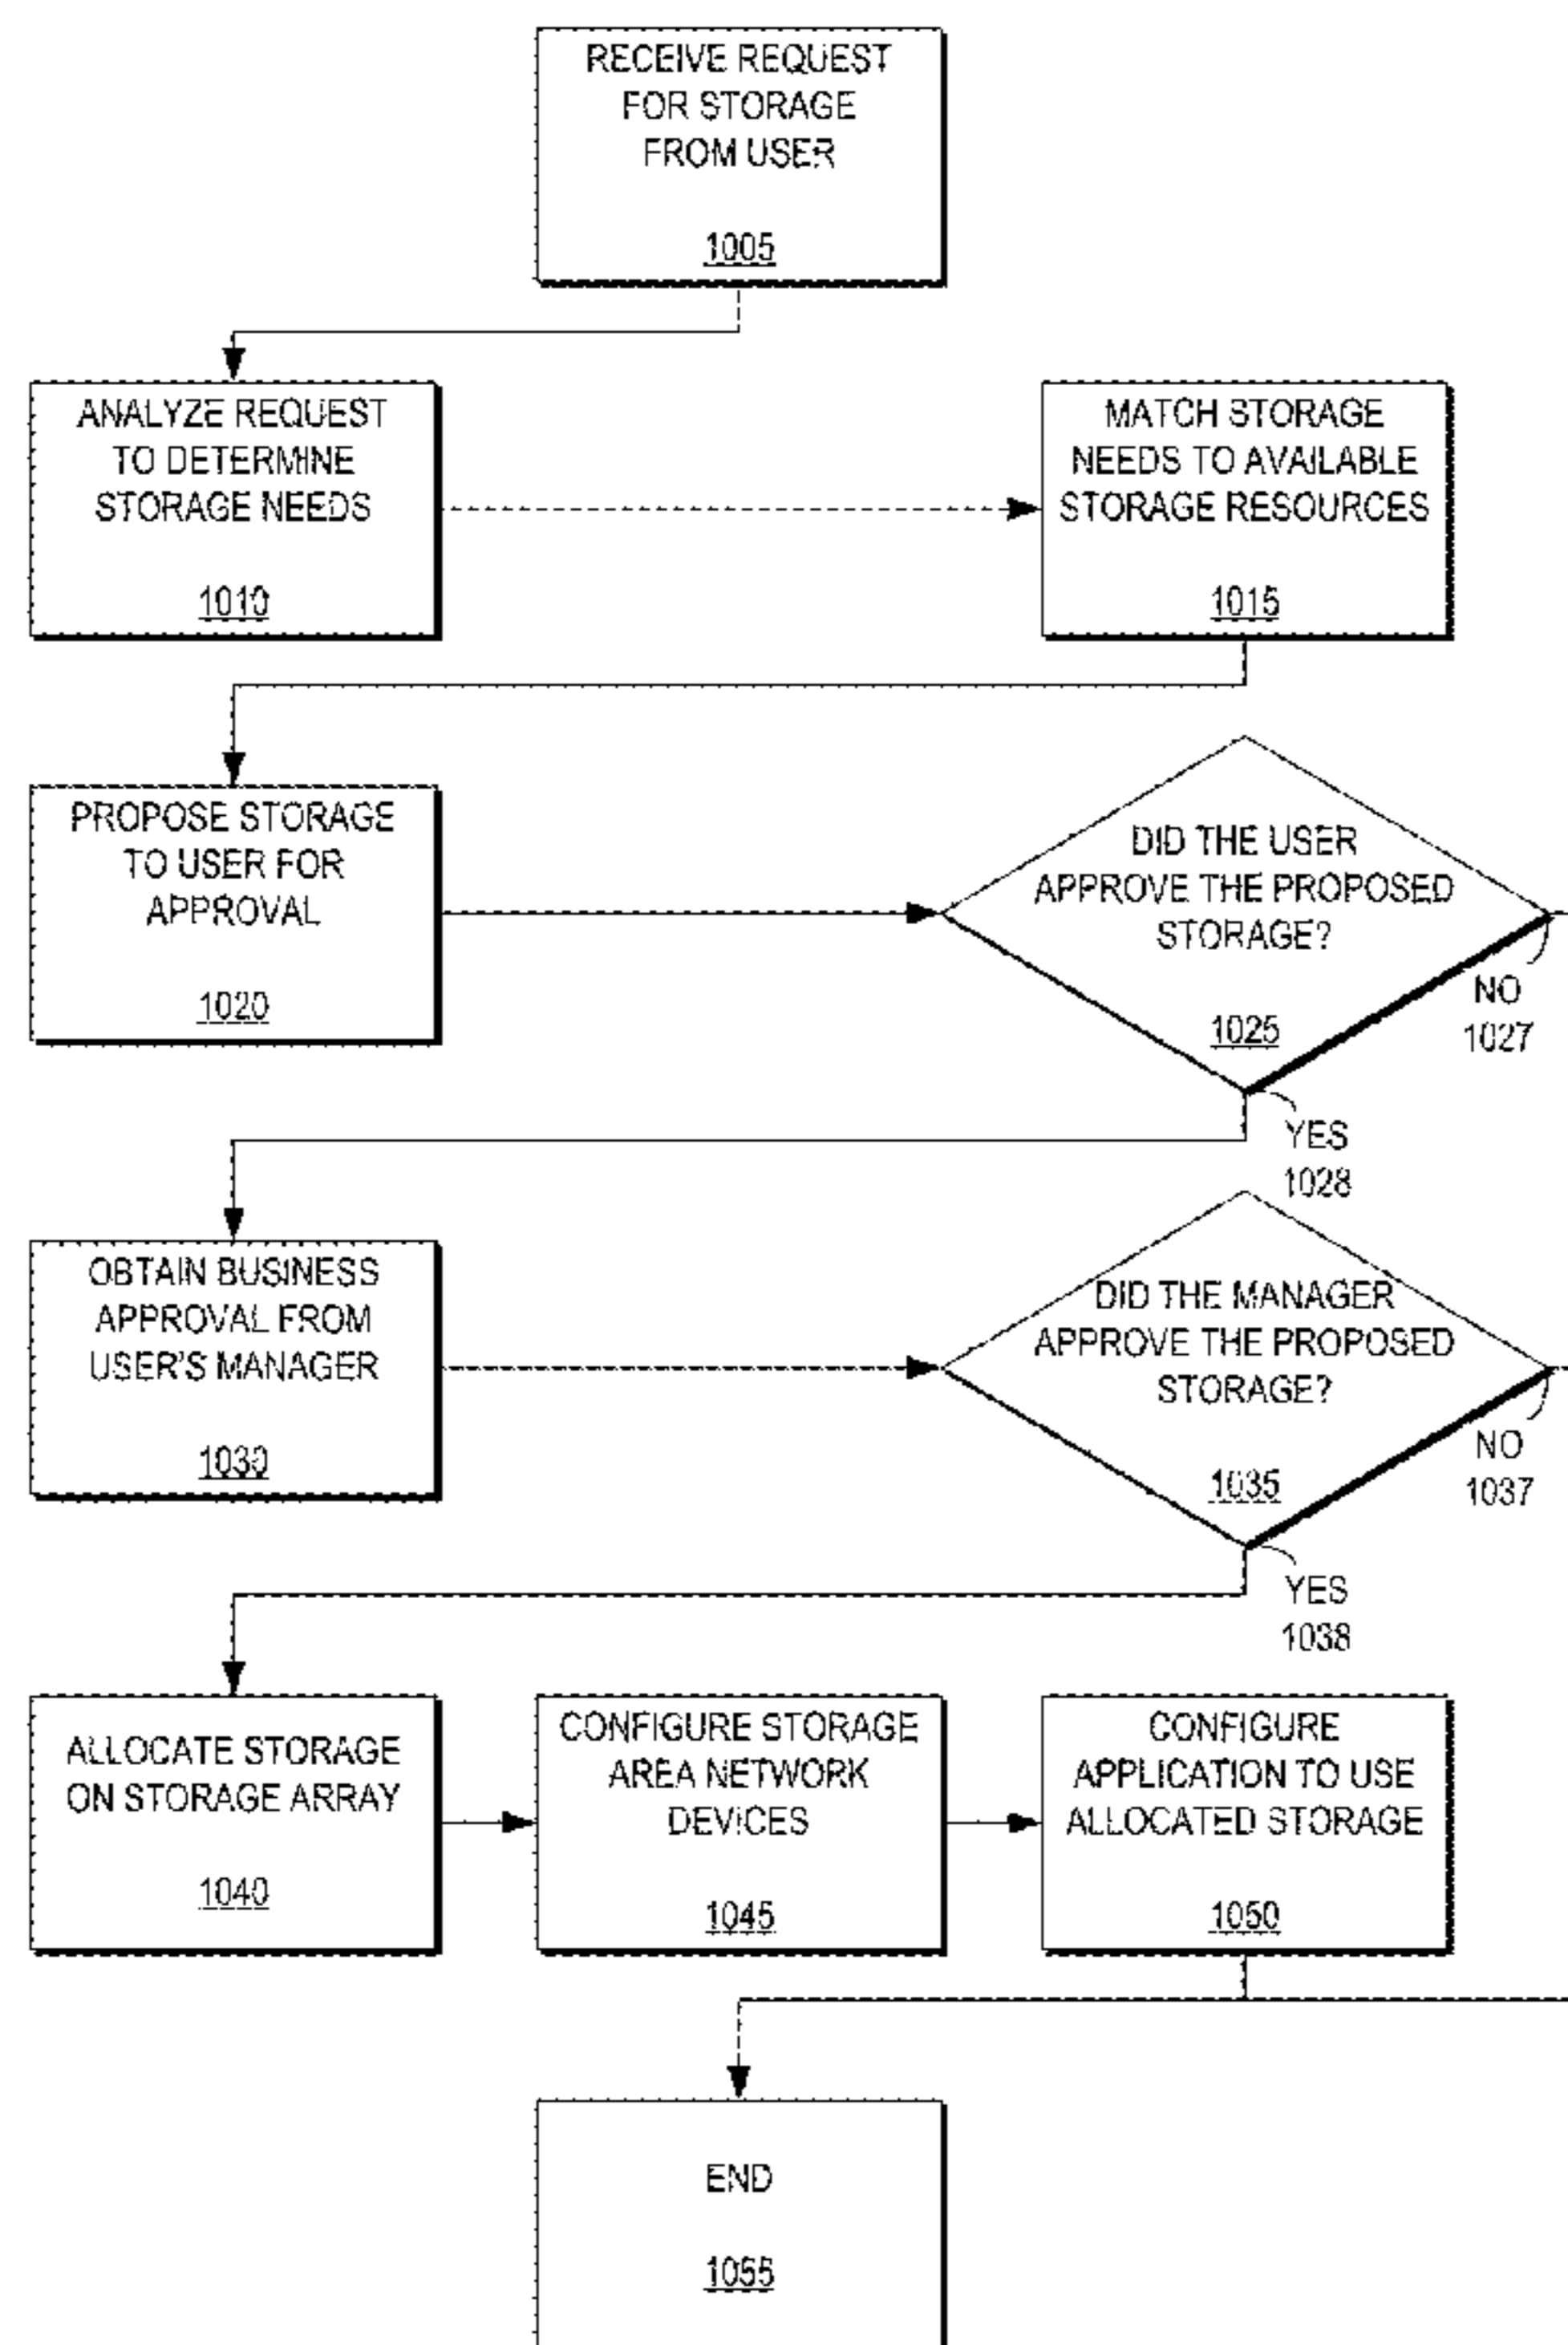 RECEIVE REQUEST
FOR STORAGE
FROM USER
1005
ANALYZE REQUEST
TO DETERMINE
STORAGE NEEDS
1010
MATCH STORAGE
NEEDS TO AVAILABLE
STORAGE RESOURCES
1015
PROPOSE STORAGE
TO USER FOR
APPROVAL
1020
DID THE USER
APPROVE THE PROPOSED
STORAGE?
1025
NO
1027
YES
1028
OBTAIN BUSINESS
APPROVAL FROM
USER'S MANAGER
1030
DID THE MANAGER
APPROVE THE PROPOSED
STORAGE?
1035
NO
1037
YES
1038
ALLOCATE STORAGE
ON STORAGE ARRAY
1040
CONFIGURE STORAGE
AREA NETWORK
DEVICES
1045
CONFIGURE
APPLICATION TO USE
ALLOCATED STORAGE
1050
END
1055